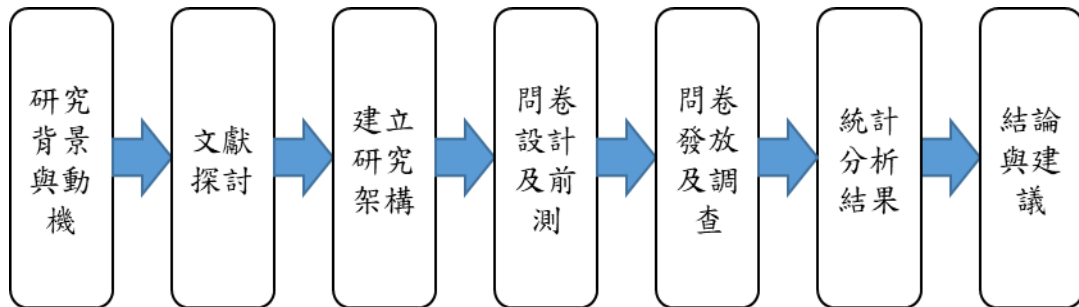 研究
背景
與動
機
文獻
探討
建立
研究
架構
問卷
設計
及前
測
問卷
發放
及調
查
統計
分析
結果
結論
與建
議